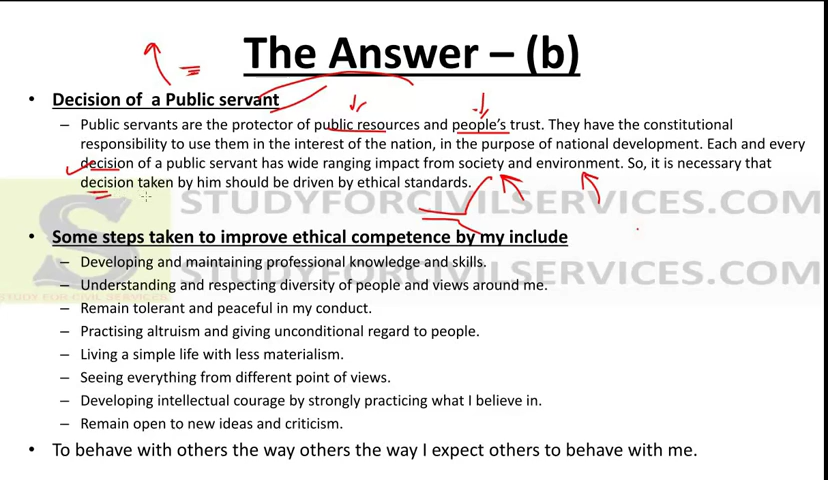 The Answer – (b)
• Decision of a Public servant
– Public servants are the protector of public resources and people's trust. They have the constitutional
responsibility to use them in the interest of the nation, in the purpose of national development. Each and every
decision of a public servant has wide ranging impact from society and environment. So, it is necessary that
decision taken by him should be driven by ethical standards.
STUDYFORCIVILSERVICES.COM
• Some steps taken to improve ethical competence by my include
– Developing and maintaining professional knowledge and skills.
STUDYFORCIVILSERVICES.COM
– Understanding and respecting diversity of people and views around me.
STUDY FOR CIVIL SERVICES
– Remain tolerant and peaceful in my conduct.
– Practising altruism and giving unconditional regard to people.
– Living a simple life with less materialism.
– Seeing everything from different point of views.
– Developing intellectual courage by strongly practicing what I believe in.
– Remain open to new ideas and criticism.
• To behave with others the way others the way I expect others to behave with me.